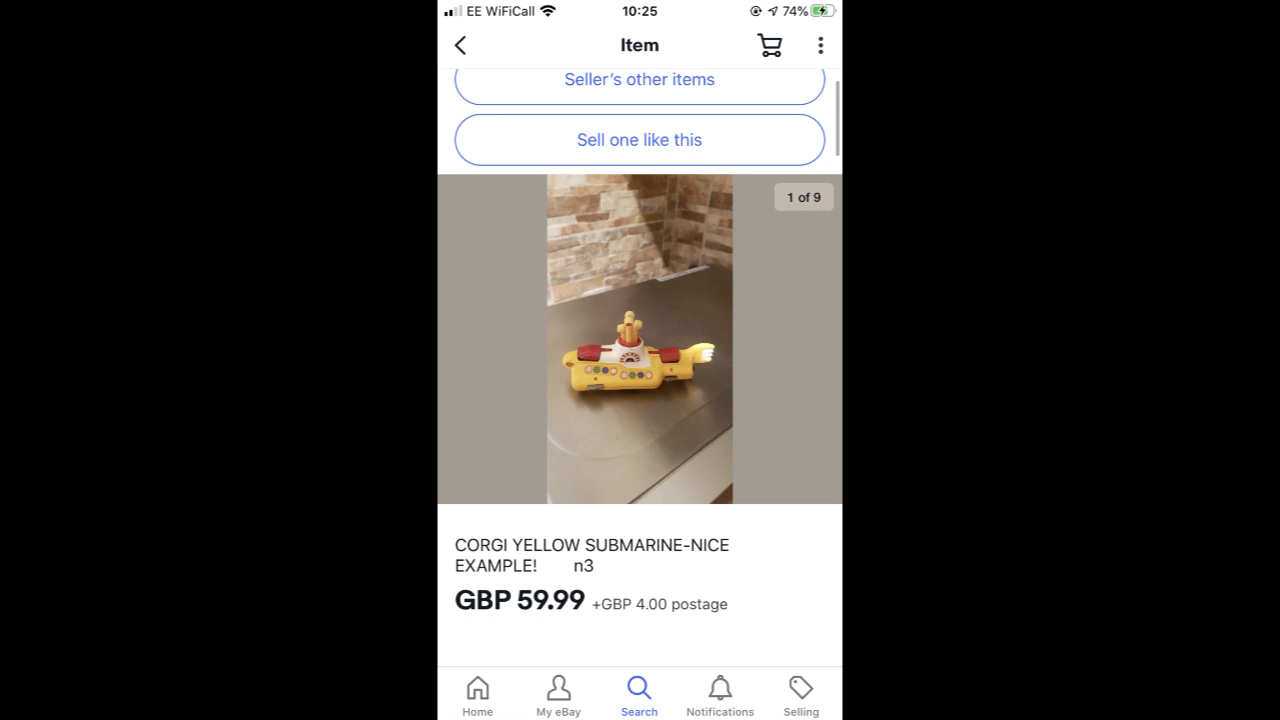 EE WiFiCall 10:25 74%
Item
Seller's other items
Sell one like this
1 of 9
CORGI YELLOW SUBMARINE-NICE
EXAMPLE! n3
GBP 59.99 +GBP 4.00 postage
Home My eBay Search Notifications Selling